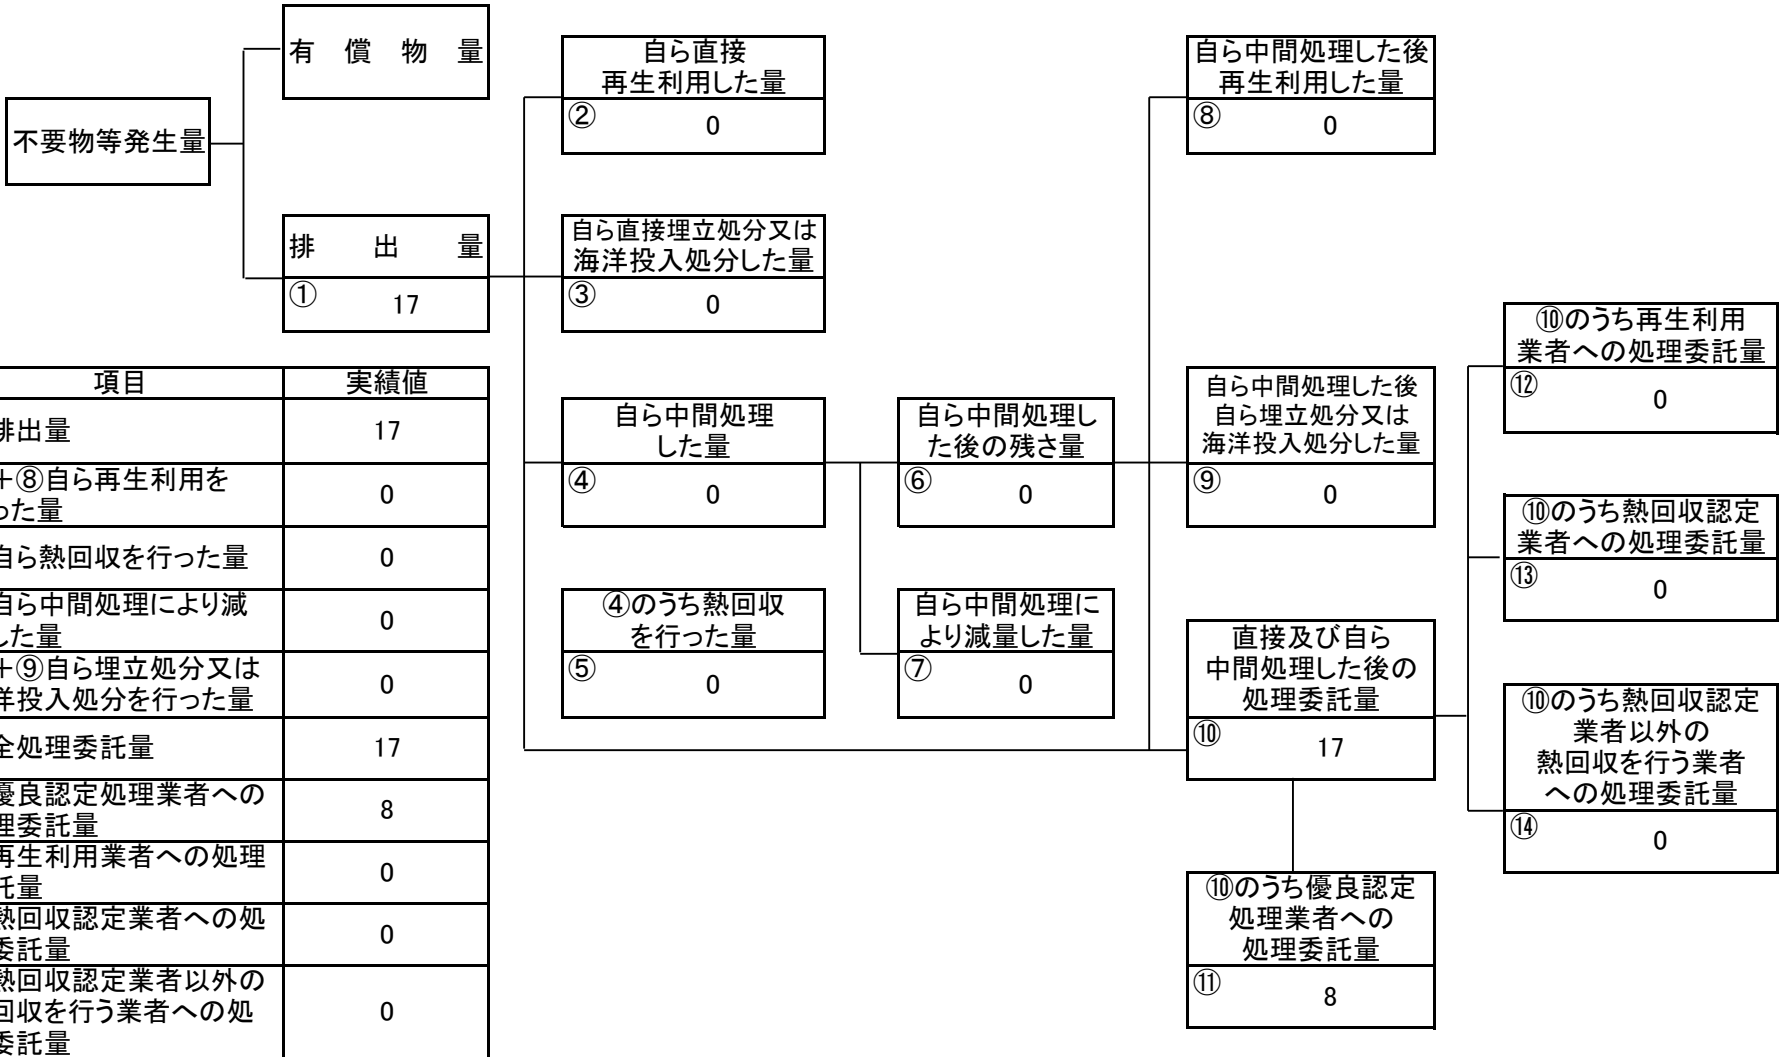 有償物量
不要物等発生量
排出量
① 17
自ら直接
再生利用した量
② 0
自ら直接埋立処分又は
海洋投入処分した量
③ 0
自ら中間処理
した量
④ 0
④のうち熱回収
を行った量
⑤ 0
自ら中間処理し
た後の残さ量
⑥ 0
自ら中間処理に
より減量した量
⑦ 0
自ら中間処理した後
再生利用した量
⑧ 0
自ら中間処理した後
自ら埋立処分又は
海洋投入処分した量
⑨ 0
直接及び自ら
中間処理した後の
処理委託量
⑩ 17
⑩のうち優良認定
処理業者への
処理委託量
⑪ 8
⑩のうち再生利用
業者への処理委託量
⑫ 0
⑩のうち熱回収認定
業者への処理委託量
⑬ 0
⑩のうち熱回収認定
業者以外の
熱回収を行う業者
への処理委託量
⑭ 0
項目 実績値
排出量 17
+⑧自ら再生利用を
った量 0
自ら熱回収を行った量 0
自ら中間処理により減
した量 0
+⑨自ら埋立処分又は
洋投入処分を行った量 0
全処理委託量 17
優良認定処理業者への
理委託量 8
再生利用業者への処理
託量 0
熱回収認定業者への処
委託量 0
熱回収認定業者以外の
回収を行う業者への処
委託量 0